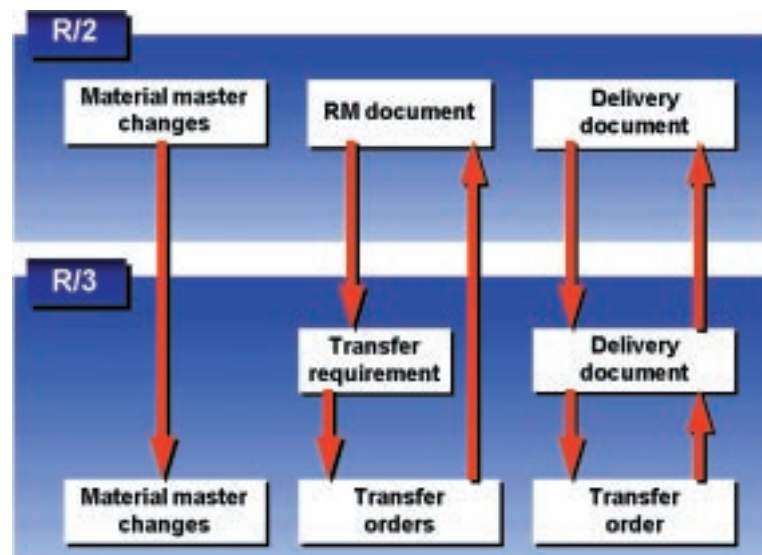 R/2
Material master
changes
RM document
Delivery
document
R/3
Transfer
requirement
Delivery
document
Material master
changes
Transfer
orders
Transfer
order